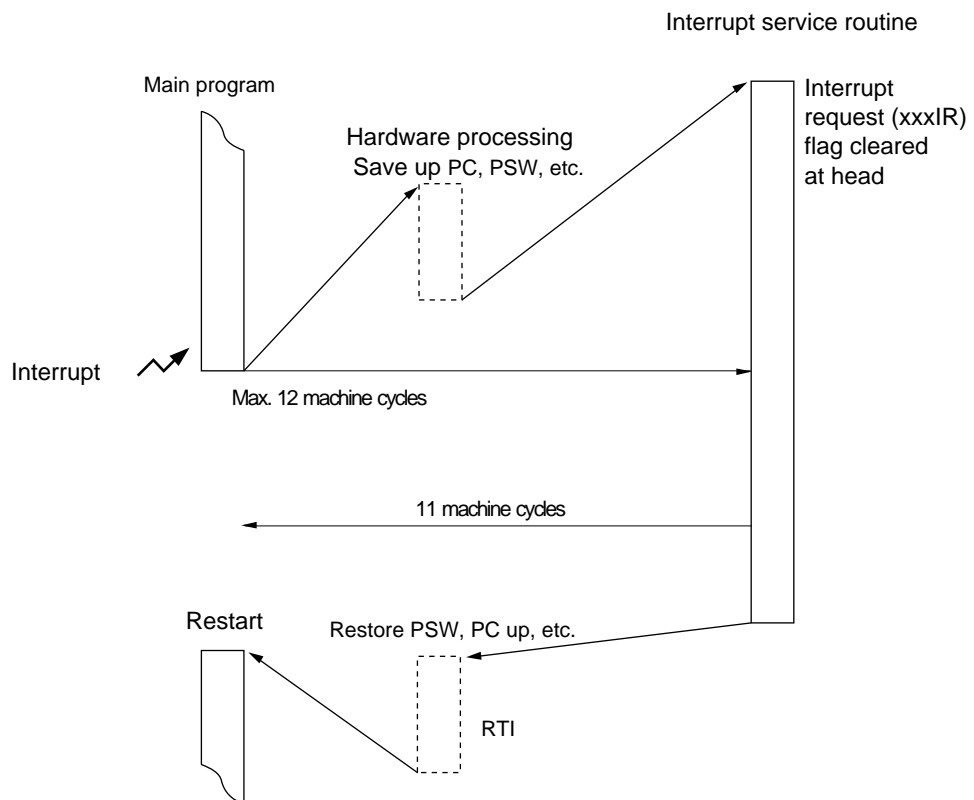 Interrupt service routine
Main program
Interrupt
request (xxxIR)
flag cleared
at head
Hardware processing
Save up PC, PSW, etc.
Interrupt
Max. 12 machine cycles
11 machine cycles
Restart
Restore PSW, PC up, etc.
RTI